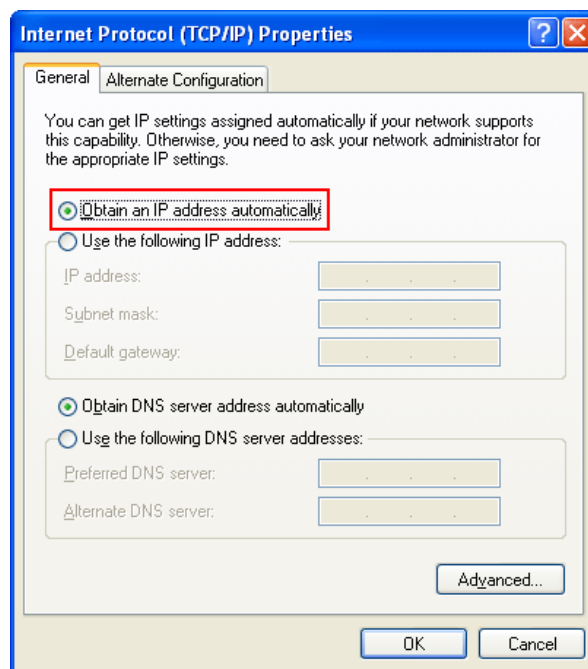 Internet Protocol (TCP/IP) Properties
General
Alternate Configuration
You can get IP settings assigned automatically if your network supports
this capability. Otherwise, you need to ask your network administrator for
the appropriate IP settings.
Obtain an IP address automatically
Use the following IP address:
IP address:
Subnet mask:
Default gateway:
Obtain DNS server address automatically
Use the following DNS server addresses:
Preferred DNS server:
Alternate DNS server:
Advanced...
OK
Cancel